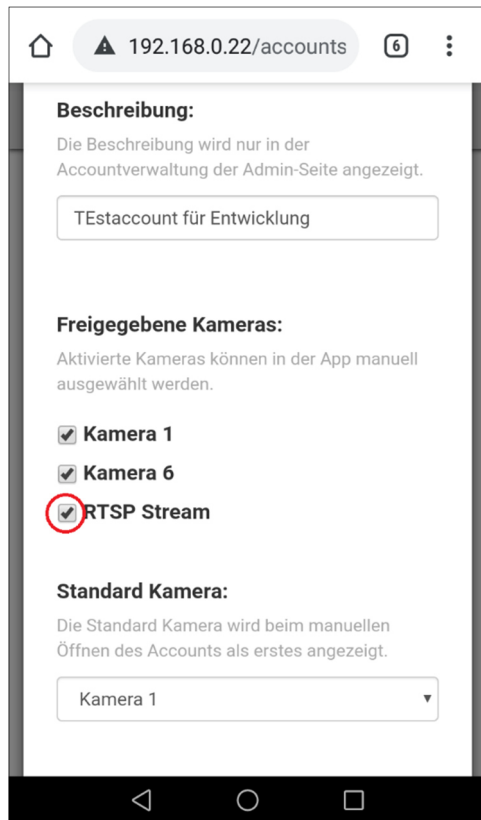 192.168.0.22/accounts
6
Beschreibung:
Die Beschreibung wird nur in der
Accountverwaltung der Admin-Seite angezeigt.
TEstaccount für Entwicklung
Freigegebene Kameras:
Aktivierte Kameras können in der App manuell
ausgewählt werden.
Kamera 1
Kamera 6
RTSP Stream
Standard Kamera:
Die Standard Kamera wird beim manuellen
Öffnen des Accounts als erstes angezeigt.
Kamera 1